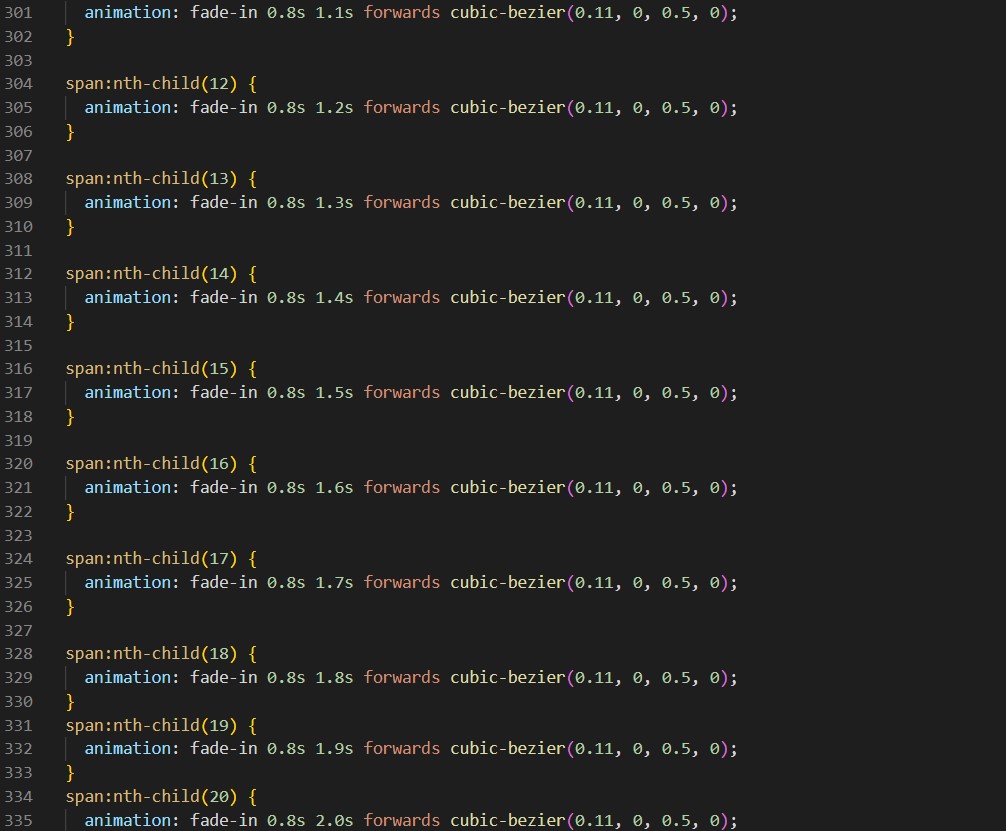 301 animation: fade-in 0.8s 1.1s forwards cubic-bezier(0.11, 0, 0.5, 0);
302 }
303
304 span:nth-child(12) {
305 animation: fade-in 0.8s 1.2s forwards cubic-bezier(0.11, 0, 0.5, 0);
306 }
307
308 span:nth-child(13) {
309 animation: fade-in 0.8s 1.3s forwards cubic-bezier(0.11, 0, 0.5, 0);
310 }
311
312 span:nth-child(14) {
313 animation: fade-in 0.8s 1.4s forwards cubic-bezier(0.11, 0, 0.5, 0);
314 }
315
316 span:nth-child(15) {
317 animation: fade-in 0.8s 1.5s forwards cubic-bezier(0.11, 0, 0.5, 0);
318 }
319
320 span:nth-child(16) {
321 animation: fade-in 0.8s 1.6s forwards cubic-bezier(0.11, 0, 0.5, 0);
322 }
323
324 span:nth-child(17) {
325 animation: fade-in 0.8s 1.7s forwards cubic-bezier(0.11, 0, 0.5, 0);
326 }
327
328 span:nth-child(18) {
329 animation: fade-in 0.8s 1.8s forwards cubic-bezier(0.11, 0, 0.5, 0);
330 }
331 span:nth-child(19) {
332 animation: fade-in 0.8s 1.9s forwards cubic-bezier(0.11, 0, 0.5, 0);
333 }
334 span:nth-child(20) {
335 animation: fade-in 0.8s 2.0s forwards cubic-bezier(0.11, 0, 0.5, 0);